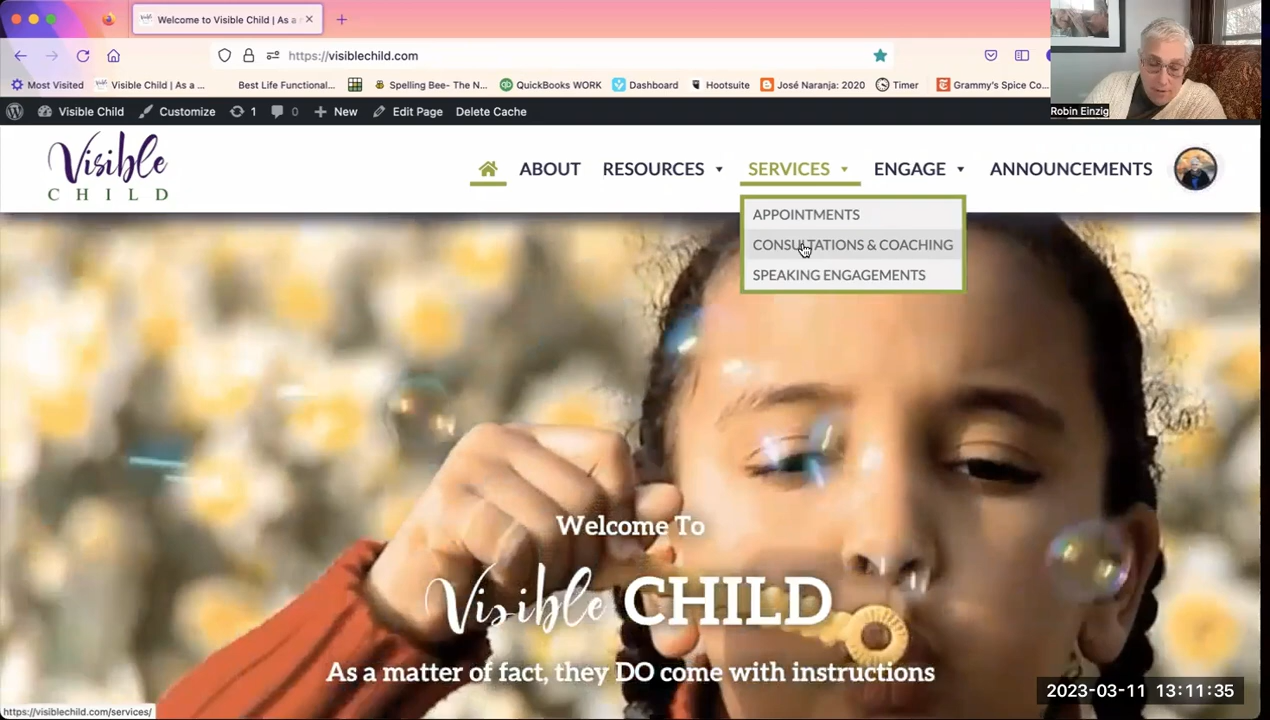 Welcome to Visible Child | As a r
https://visiblechild.com
Most Visited
Visible Child | As a ...
Best Life Functional...
Spelling Bee- The N...
QuickBooks WORK
Dashboard
Hootsuite
José Naranja: 2020
Timer
Grammy's Spice Co...
Robin Einzig
Visible Child
Customize
1
0
New
Edit Page
Delete Cache
Visible
CHILD
ABOUT
RESOURCES
SERVICES
ENGAGE
ANNOUNCEMENTS
APPOINTMENTS
CONSULTATIONS & COACHING
SPEAKING ENGAGEMENTS
Welcome To
Visible CHILD
As a matter of fact, they DO come with instructions
2023-03-11 13:11:35
https://visiblechild.com/services/